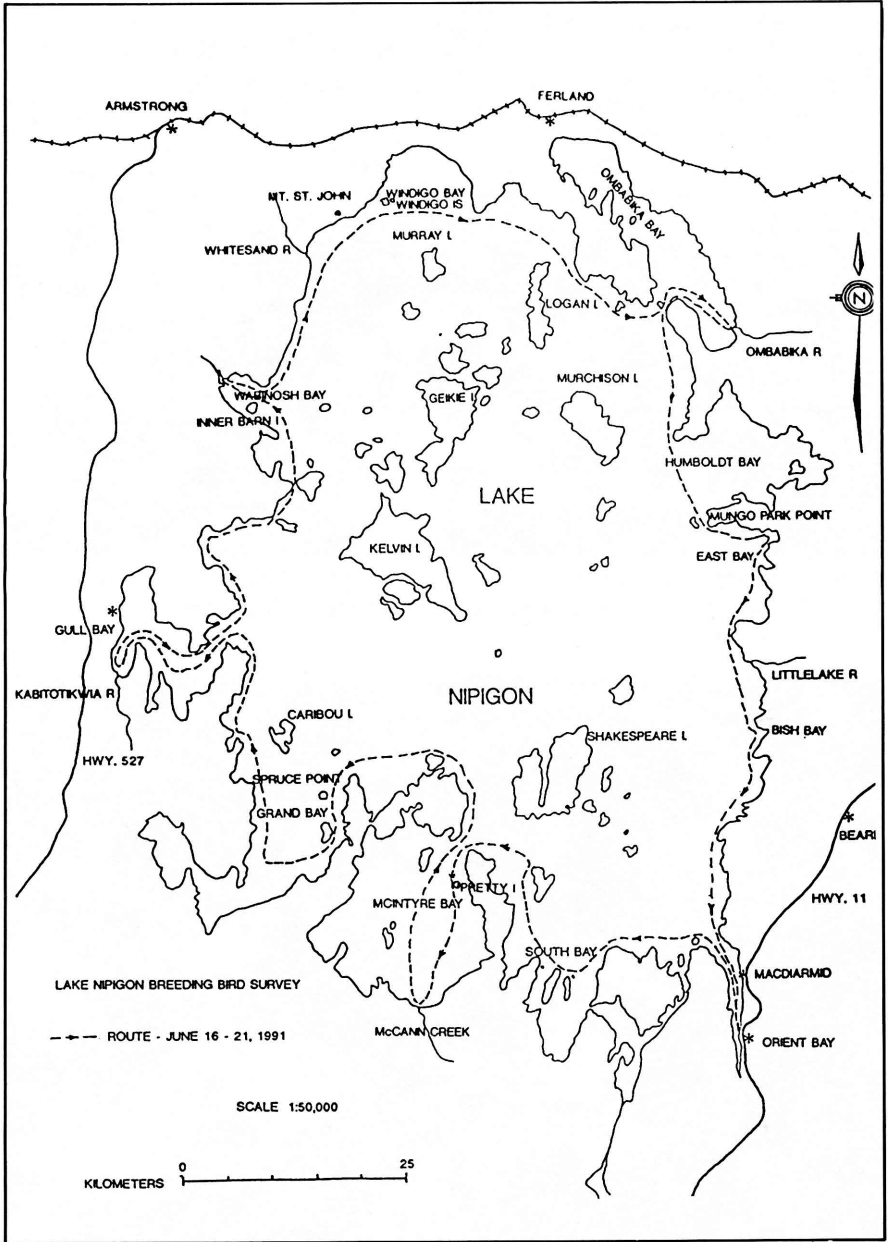 ARMSTRONG
FERLAND
OMBABIKA BAY
MT. ST. JOHN
WINDIGO BAY
WINDIGO IS
MURRAY I.
WHITESAND R
N
LOGAN I.
OMBABIKA R
MURCHISON I.
WABINOSH BAY
GEIKIE I.
INNER BARN I.
HUMBOLDT BAY
LAKE
MUNGO PARK POINT
KELVIN I.
EAST BAY
GULL BAY
LITTLELAKE R
KABITOTIKWIA R
NIPIGON
CARIBOU I.
SHAKESPEARE I.
BISH BAY
HWY. 527
SPRUCE POINT
GRAND BAY
BEARI
PRETTY I
MCINTYRE BAY
HWY. 11
SOUTH BAY
MACDIARMID
LAKE NIPIGON BREEDING BIRD SURVEY
McCANN CREEK
ROUTE - JUNE 16 - 21, 1991
ORIENT BAY
SCALE 1:50,000
0 25
KILOMETERS